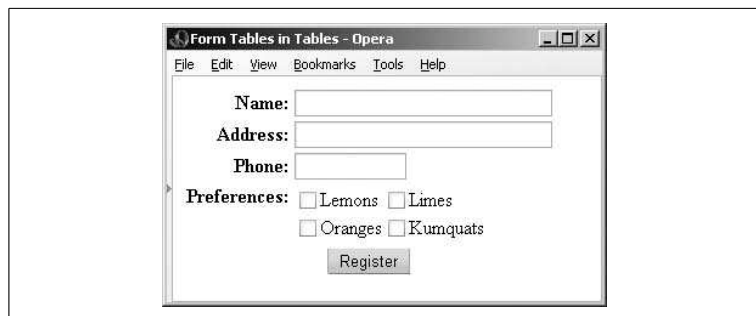 Form Tables in Tables - Opera
File Edit View Bookmarks Tools Help
Name:
Address:
Phone:
Preferences: Lemons Limes
Oranges Kumquats
Register